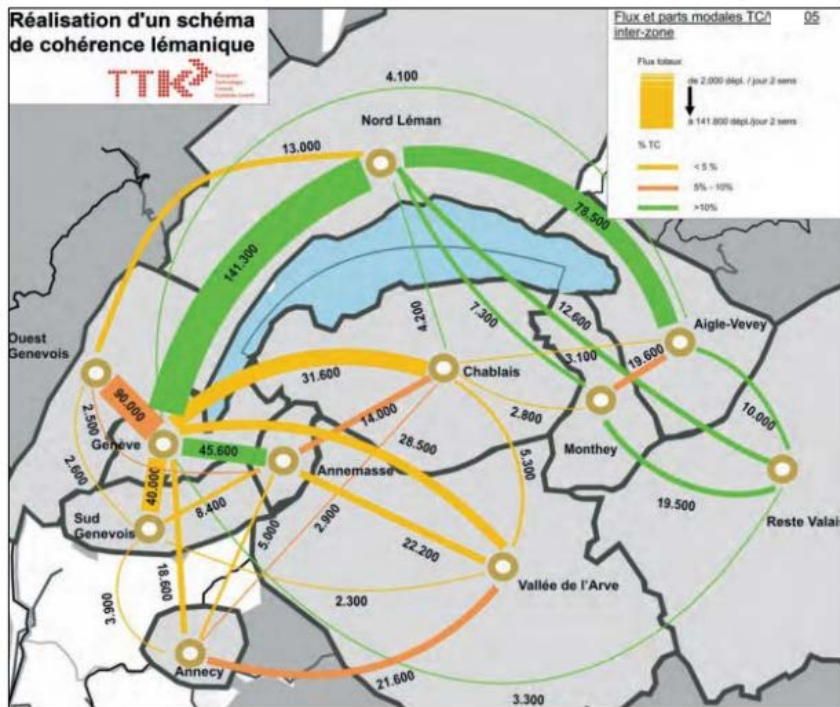 Réalisation d'un schéma
de cohérence lémanique
TTK
Flux et parts modales TC/ 05
inter-zone
Flux totaux
de 2.000 dépl. / jour 2 sens
a 141.800 dépl./jour 2 sens
% TC
< 5 %
5% - 10%
>10%
4.100
Nord Léman
13.000
141.300
78.500
4.200
7.300
12.600
Aigle-Vevey
Ouest
Genevois
31.600
Chablais
3.100
19.600
90.000
2.500
14.000
2.800
10.000
Genève
45.600
28.500
Monthey
Annemasse
5.300
2.600
40.000
8.400
19.500
Reste Valais
Sud
Genevois
5.000
2.900
22.200
18.600
Vallée de l'Arve
3.900
2.300
Annecy
21.600
3.300